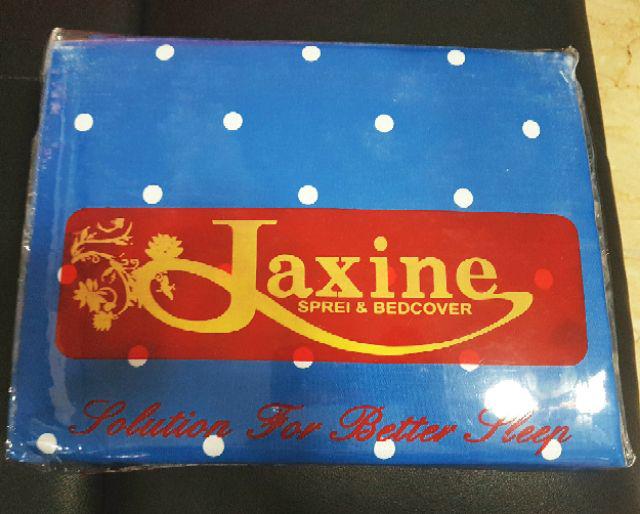 Jaxine
SPREI & BEDCOVER
Solution For Better Sleep